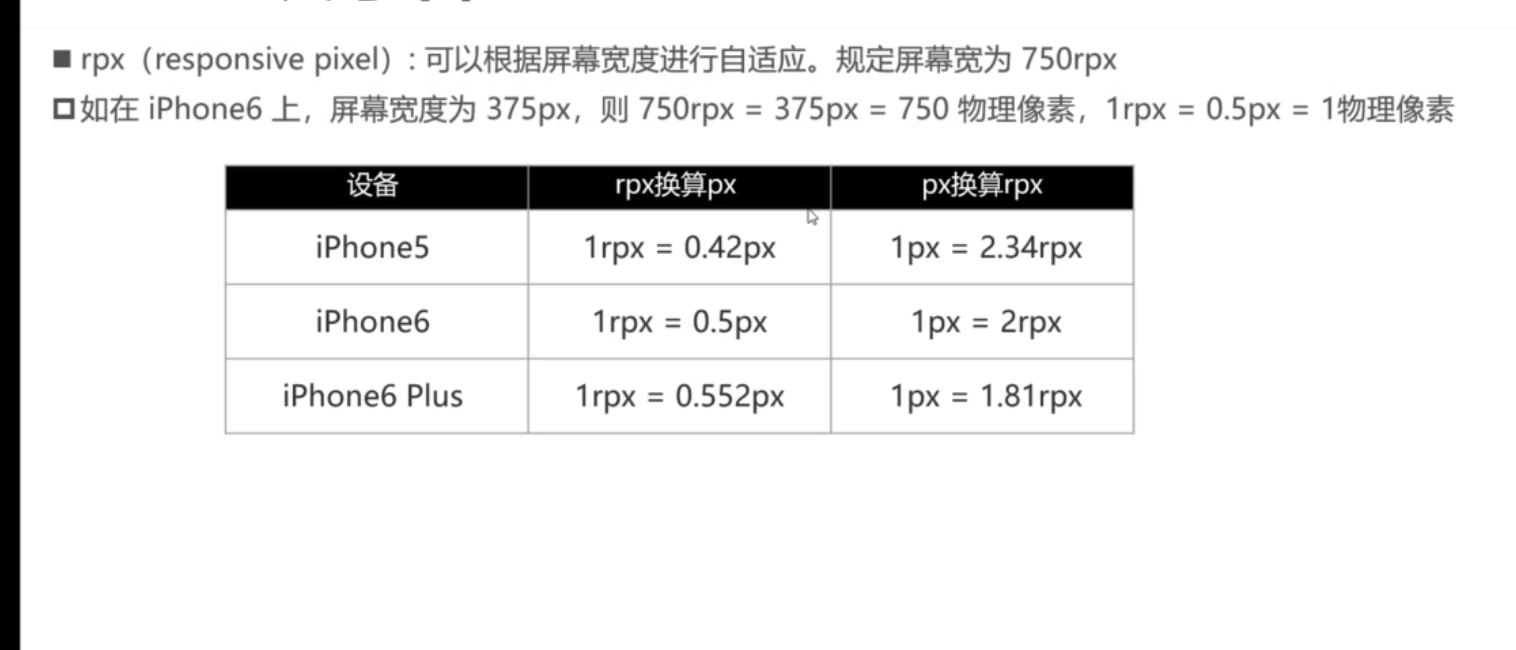 ■ rpx（responsive pixel）: 可以根据屏幕宽度进行自适应。规定屏幕宽为 750rpx
如在 iPhone6 上，屏幕宽度为 375px，则 750rpx = 375px = 750 物理像素，1rpx = 0.5px = 1物理像素
设备 rpx换算px px换算rpx
iPhone5 1rpx = 0.42px 1px = 2.34rpx
iPhone6 1rpx = 0.5px 1px = 2rpx
iPhone6 Plus 1rpx = 0.552px 1px = 1.81rpx